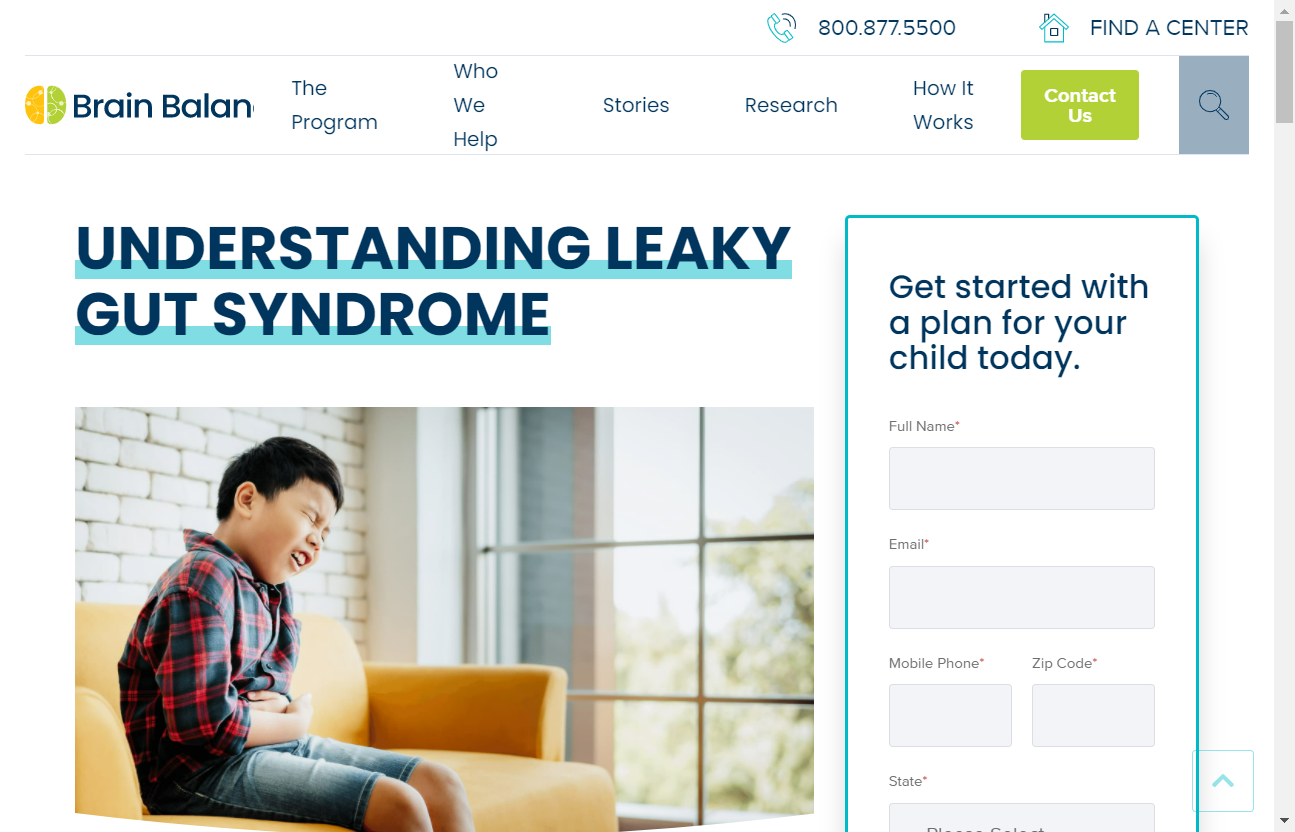 800.877.5500
FIND A CENTER
Brain Balan
The
Program
Who
We
Help
Stories
Research
How It
Works
Contact
Us
UNDERSTANDING LEAKY
GUT SYNDROME
Get started with
a plan for your
child today.
Full Name*
Email*
Mobile Phone*
Zip Code*
State*
Please Select